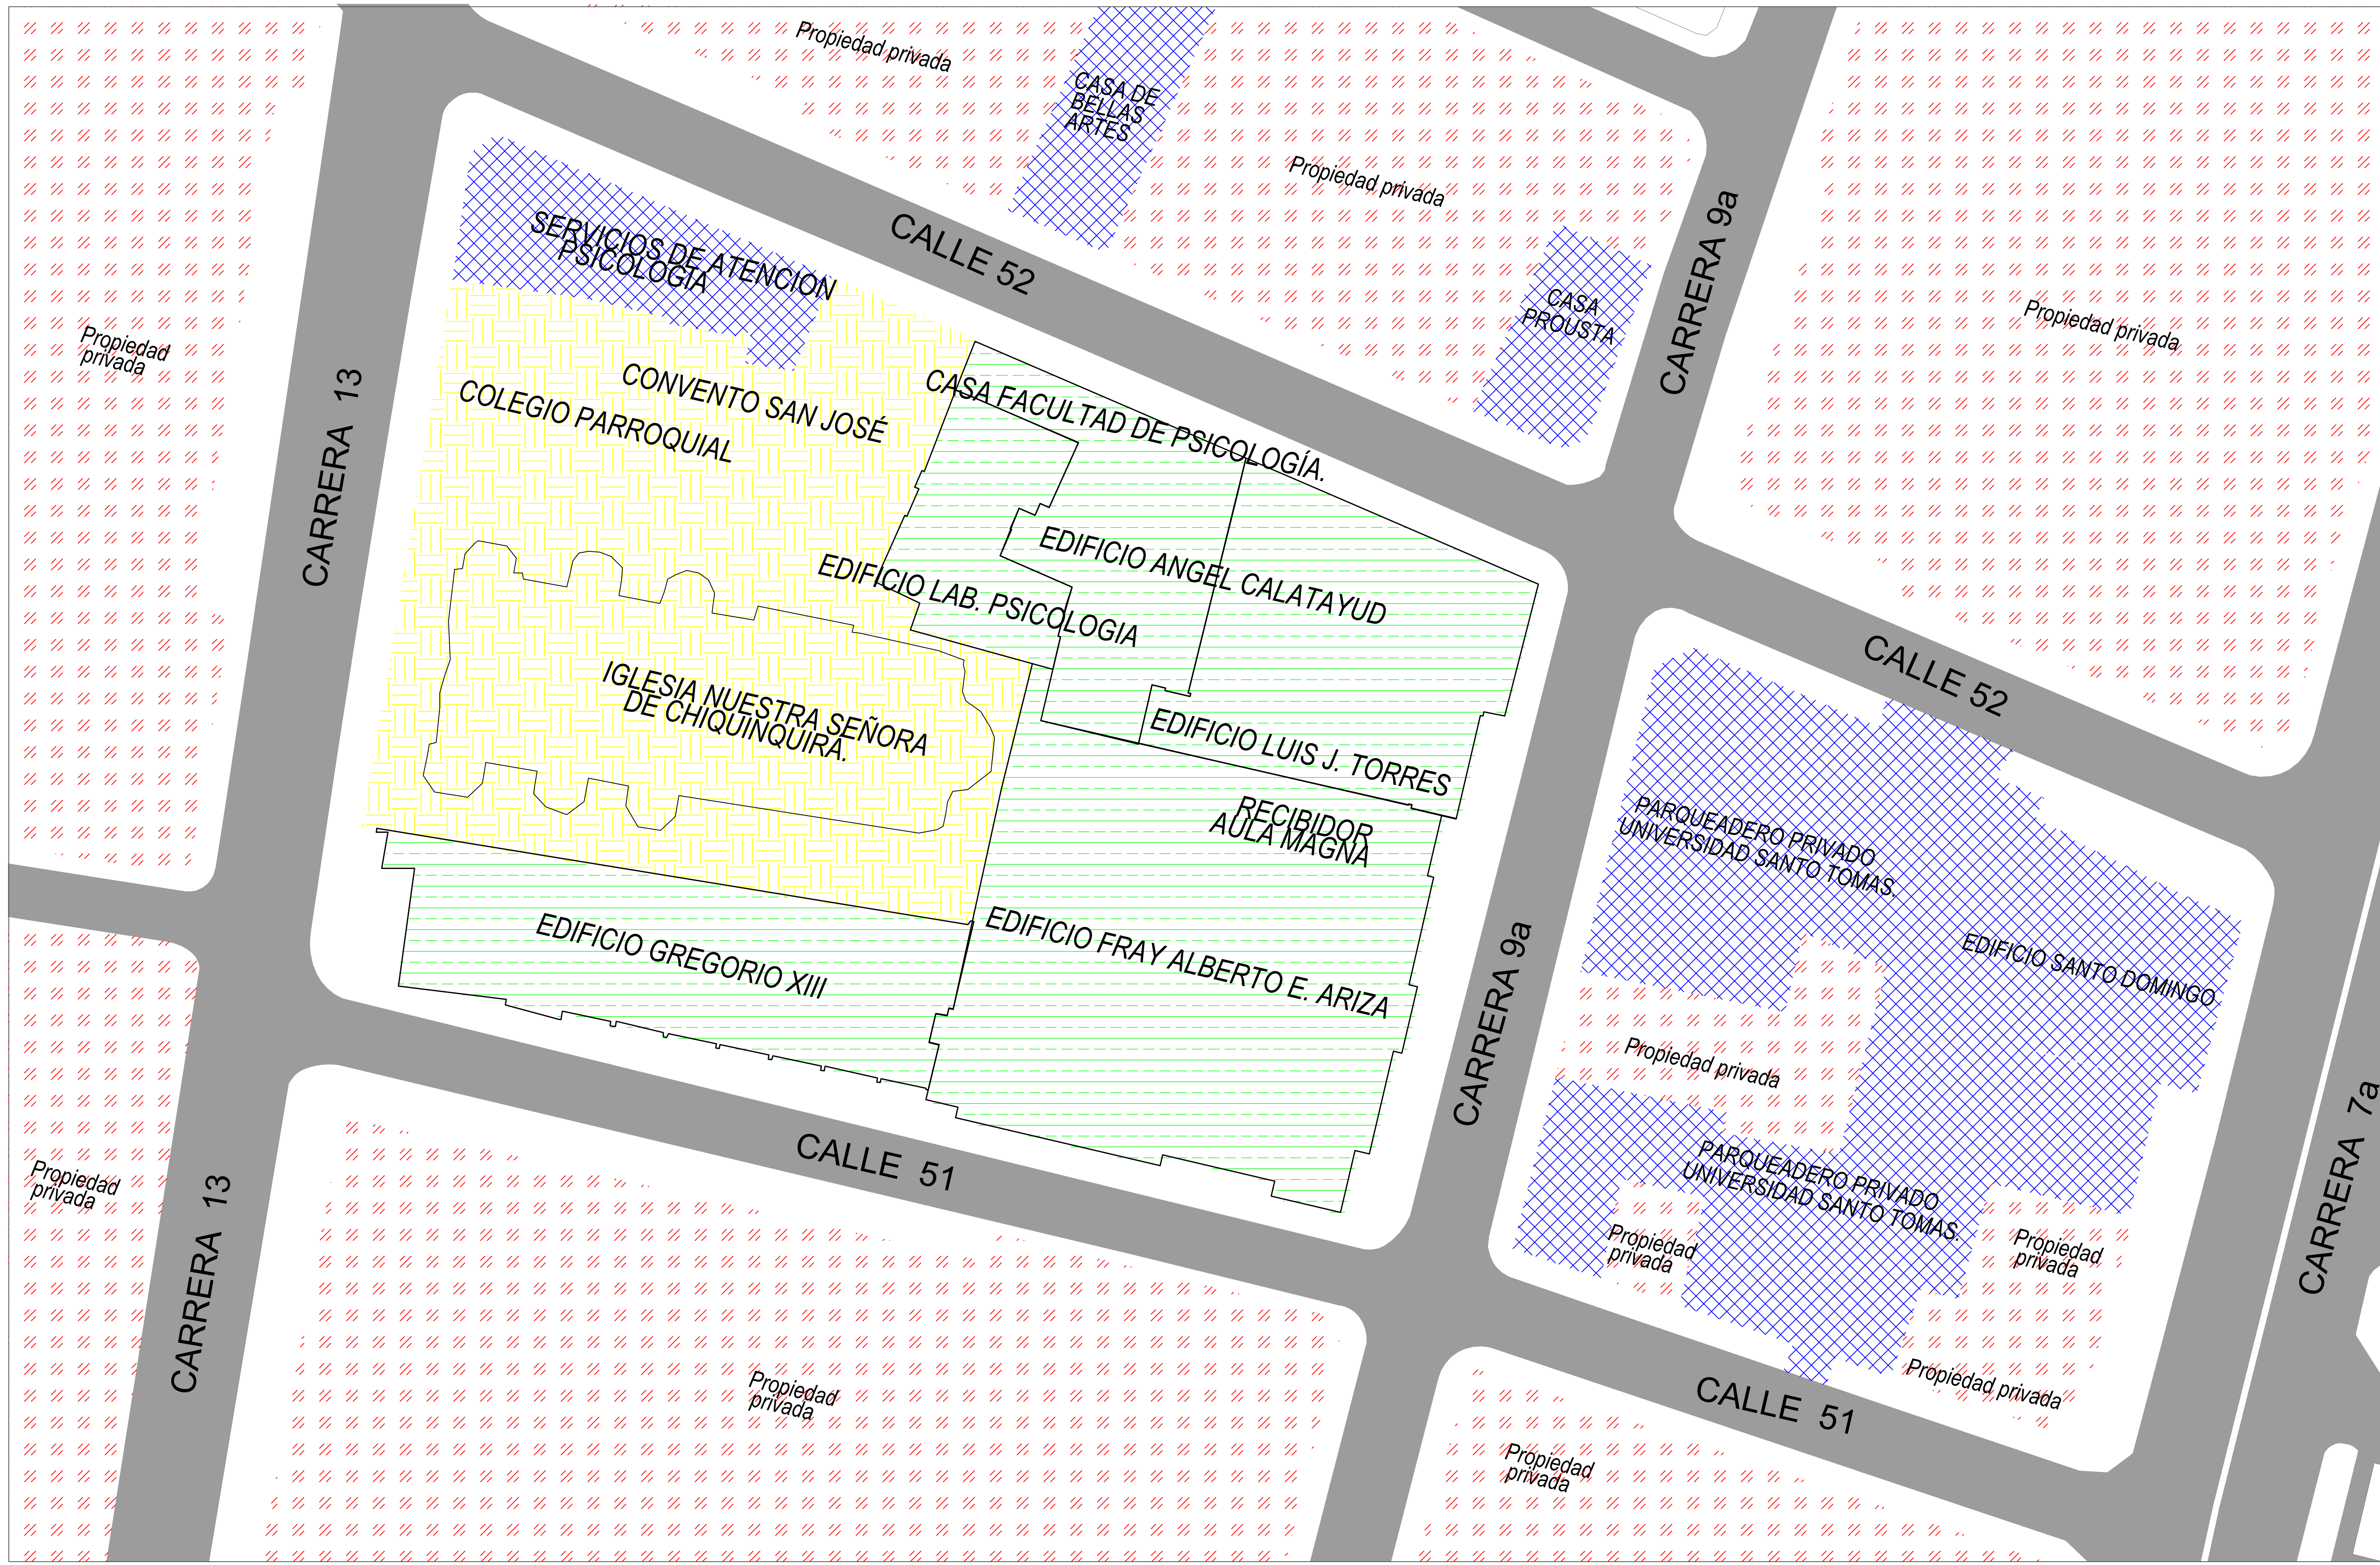 Propiedad privada
CASA DE
BELLAS
ARTES
Propiedad privada
CARRERA 9a
SERVICIOS DE ATENCION
PSICOLOGIA
CALLE 52
CASA
PROUSTA
Propiedad privada
Propiedad
privada
CARRERA 13
CONVENTO SAN JOSÉ
COLEGIO PARROQUIAL
CASA FACULTAD DE PSICOLOGÍA.
EDIFICIO ANGEL CALATAYUD
EDIFICIO LAB. PSICOLOGIA
IGLESIA NUESTRA SEÑORA
DE CHIQUINQUIRÁ.
EDIFICIO LUIS J. TORRES
CALLE 52
RECIBIDOR
AULA MAGNA
PARQUEADERO PRIVADO
UNIVERSIDAD SANTO TOMAS.
EDIFICIO GREGORIO XIII
EDIFICIO FRAY ALBERTO E. ARIZA
CARRERA 9a
EDIFICIO SANTO DOMINGO
Propiedad privada
CARRERA 7a
Propiedad
privada
CARRERA 13
CALLE 51
PARQUEADERO PRIVADO
UNIVERSIDAD SANTO TOMAS.
Propiedad
privada
Propiedad
privada
Propiedad
privada
Propiedad privada
CALLE 51
Propiedad
privada